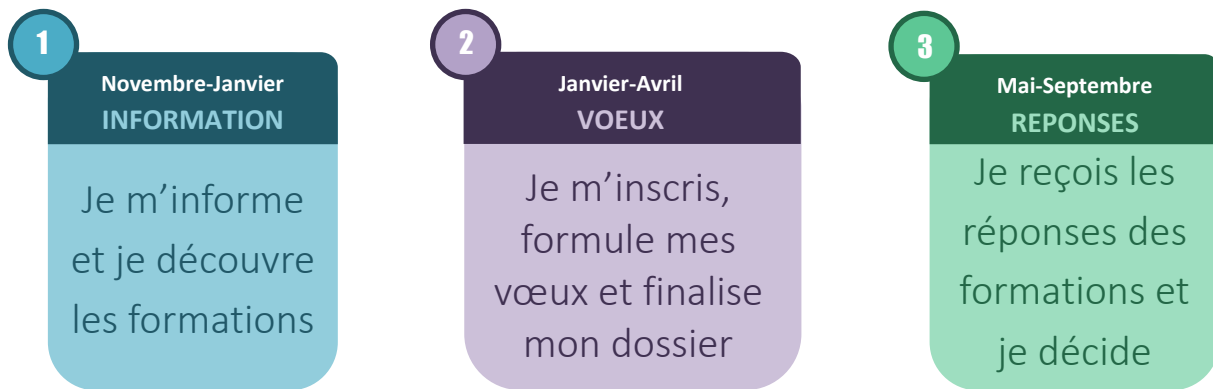 1
Novembre-Janvier
INFORMATION
Je m’informe
et je découvre
les formations
2
Janvier-Avril
VOEUX
Je m’inscris,
formule mes
vœux et finalise
mon dossier
3
Mai-Septembre
REPONSES
Je reçois les
réponses des
formations et
je décide